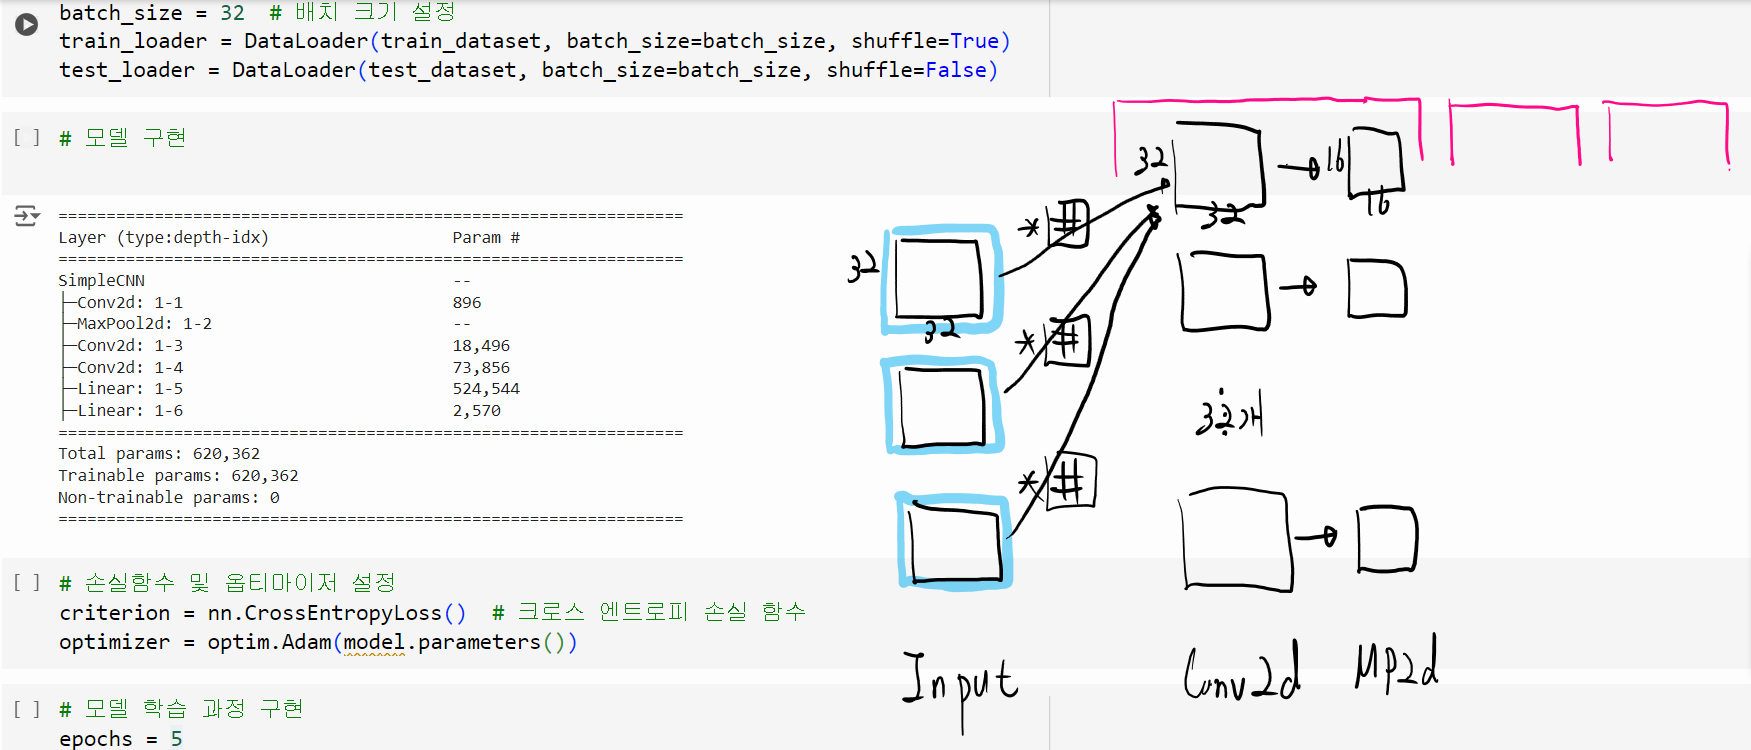 batch_size = 32  # 배치 크기 설정
train_loader = DataLoader(train_dataset, batch_size=batch_size, shuffle=True)
test_loader = DataLoader(test_dataset, batch_size=batch_size, shuffle=False)
[ ] # 모델 구현
==================================================================
Layer (type:depth-idx)                   Param #
==================================================================
SimpleCNN                                --
├─Conv2d: 1-1                            896
├─MaxPool2d: 1-2                         --
├─Conv2d: 1-3                            18,496
├─Conv2d: 1-4                            73,856
├─Linear: 1-5                            524,544
├─Linear: 1-6                            2,570
==================================================================
Total params: 620,362
Trainable params: 620,362
Non-trainable params: 0
==================================================================
[ ] # 손실함수 및 옵티마이저 설정
criterion = nn.CrossEntropyLoss()  # 크로스 엔트로피 손실 함수
optimizer = optim.Adam(model.parameters())
[ ] # 모델 학습 과정 구현
epochs = 5
32
32
* #
* #
* #
32
32
16
16
32개
Input
Conv2d
MP2d